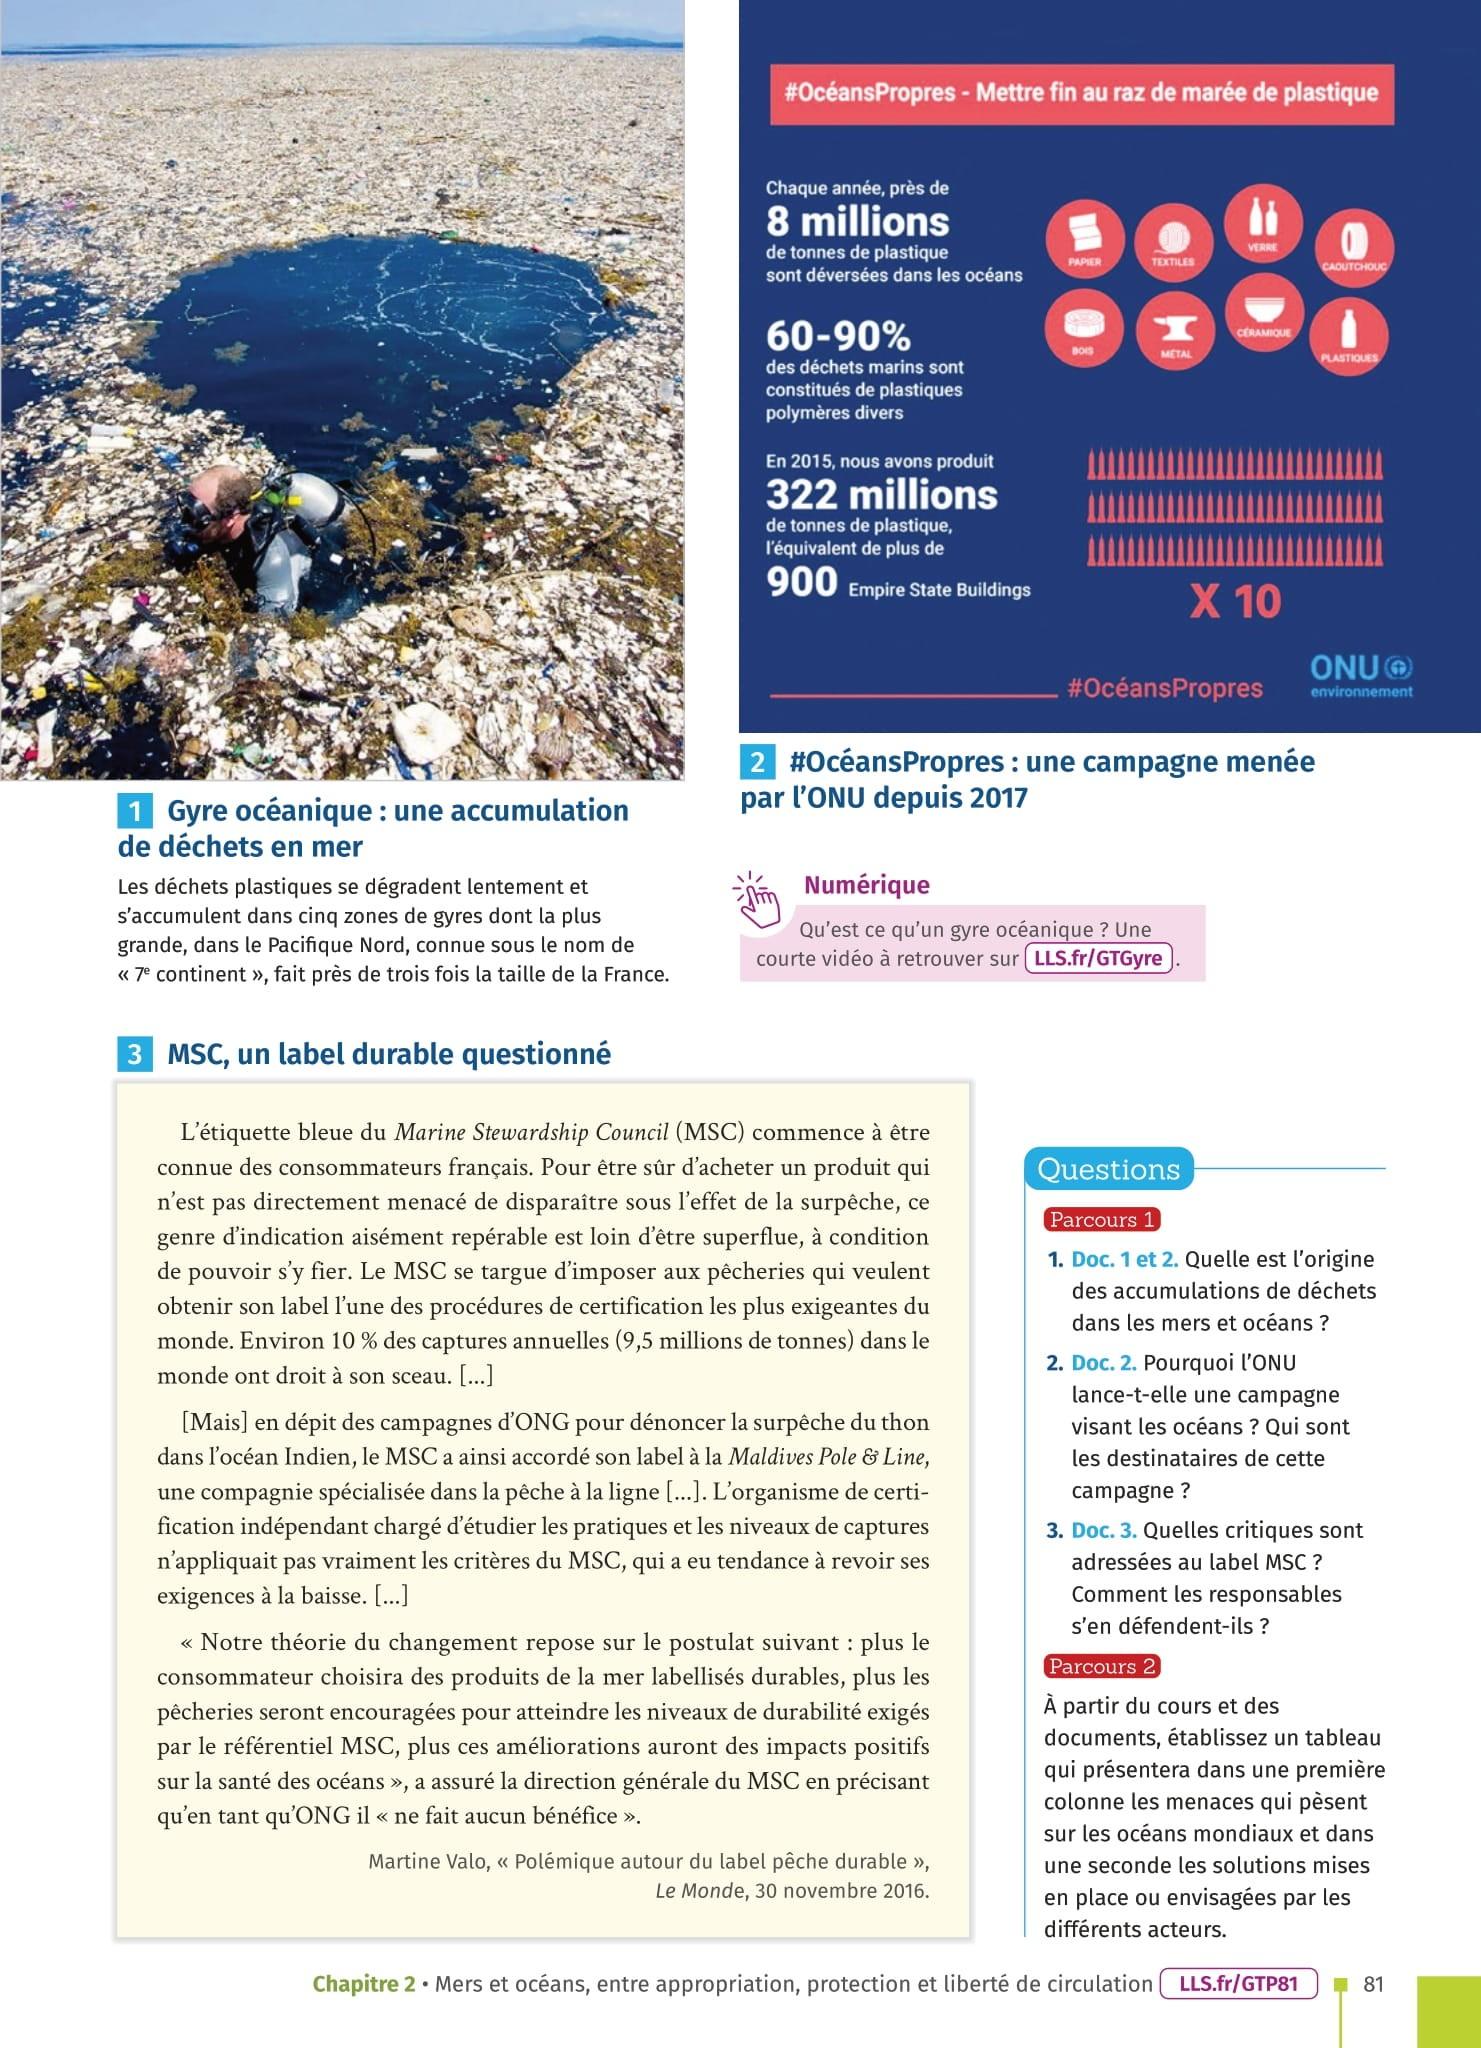 #OcéansPropres - Mettre fin au raz de marée de plastique
Chaque année, près de
8 millions
de tonnes de plastique
sont déversées dans les océans
60-90%
des déchets marins sont
constitués de plastiques
polymères divers
En 2015, nous avons produit
322 millions
de tonnes de plastique,
l'équivalent de plus de
900 Empire State Buildings
PAPIER
TEXTILES
VERRE
CAOUTCHOUC
BOIS
MÉTAL
CÉRAMIQUE
PLASTIQUES
X 10
#OcéansPropres
ONU
environnement
1 Gyre océanique : une accumulation
de déchets en mer
Les déchets plastiques se dégradent lentement et
s'accumulent dans cinq zones de gyres dont la plus
grande, dans le Pacifique Nord, connue sous le nom de
« 7e continent », fait près de trois fois la taille de la France.
2 #OcéansPropres : une campagne menée
par l'ONU depuis 2017
Numérique
Qu'est ce qu'un gyre océanique ? Une
courte vidéo à retrouver sur LLS.fr/GTGyre .
3 MSC, un label durable questionné
L'étiquette bleue du Marine Stewardship Council (MSC) commence à être
connue des consommateurs français. Pour être sûr d'acheter un produit qui
n'est pas directement menacé de disparaître sous l'effet de la surpêche, ce
genre d'indication aisément repérable est loin d'être superflue, à condition
de pouvoir s'y fier. Le MSC se targue d'imposer aux pêcheries qui veulent
obtenir son label l'une des procédures de certification les plus exigeantes du
monde. Environ 10 % des captures annuelles (9,5 millions de tonnes) dans le
monde ont droit à son sceau. [...]
[Mais] en dépit des campagnes d'ONG pour dénoncer la surpêche du thon
dans l'océan Indien, le MSC a ainsi accordé son label à la Maldives Pole & Line,
une compagnie spécialisée dans la pêche à la ligne [...]. L'organisme de certi-
fication indépendant chargé d'étudier les pratiques et les niveaux de captures
n'appliquait pas vraiment les critères du MSC, qui a eu tendance à revoir ses
exigences à la baisse. [...]
« Notre théorie du changement repose sur le postulat suivant : plus le
consommateur choisira des produits de la mer labellisés durables, plus les
pêcheries seront encouragées pour atteindre les niveaux de durabilité exigés
par le référentiel MSC, plus ces améliorations auront des impacts positifs
sur la santé des océans », a assuré la direction générale du MSC en précisant
qu'en tant qu'ONG il « ne fait aucun bénéfice ».
Martine Valo, « Polémique autour du label pêche durable »,
Le Monde, 30 novembre 2016.
Questions
Parcours 1
1. Doc. 1 et 2. Quelle est l'origine
des accumulations de déchets
dans les mers et océans ?
2. Doc. 2. Pourquoi l'ONU
lance-t-elle une campagne
visant les océans ? Qui sont
les destinataires de cette
campagne ?
3. Doc. 3. Quelles critiques sont
adressées au label MSC ?
Comment les responsables
s'en défendent-ils ?
Parcours 2
À partir du cours et des
documents, établissez un tableau
qui présentera dans une première
colonne les menaces qui pèsent
sur les océans mondiaux et dans
une seconde les solutions mises
en place ou envisagées par les
différents acteurs.
Chapitre 2 • Mers et océans, entre appropriation, protection et liberté de circulation LLS.fr/GTP81 81